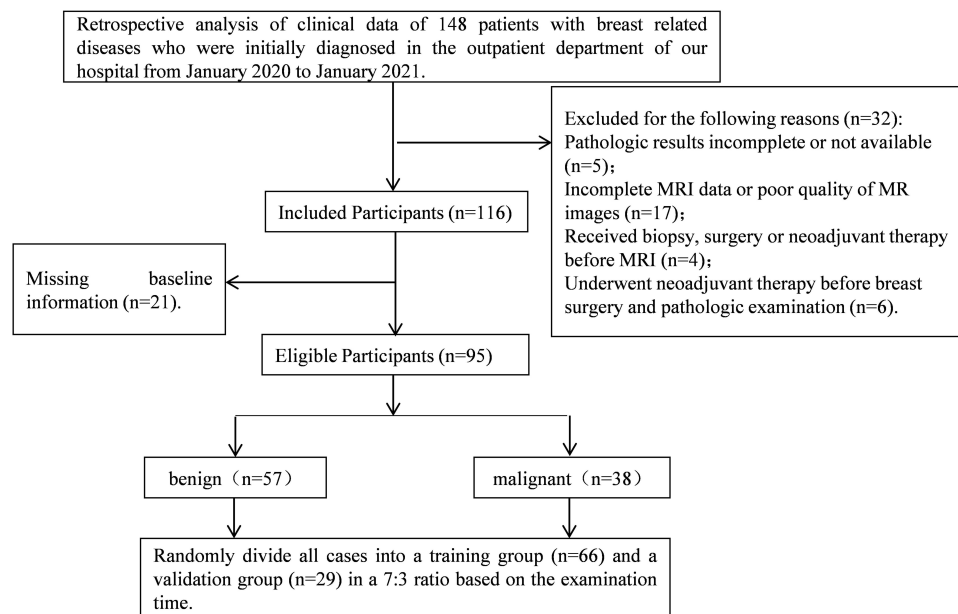 Retrospective analysis of clinical data of 148 patients with breast related
diseases who were initially diagnosed in the outpatient department of our
hospital from January 2020 to January 2021.
Excluded for the following reasons (n=32):
Pathologic results incompplete or not available
(n=5);
Incomplete MRI data or poor quality of MR
images (n=17);
Received biopsy, surgery or neoadjuvant therapy
before MRI (n=4);
Underwent neoadjuvant therapy before breast
surgery and pathologic examination (n=6).
Included Participants (n=116)
Missing baseline
information (n=21).
Eligible Participants (n=95)
benign（n=57）
malignant（n=38）
Randomly divide all cases into a training group (n=66) and a
validation group (n=29) in a 7:3 ratio based on the examination
time.